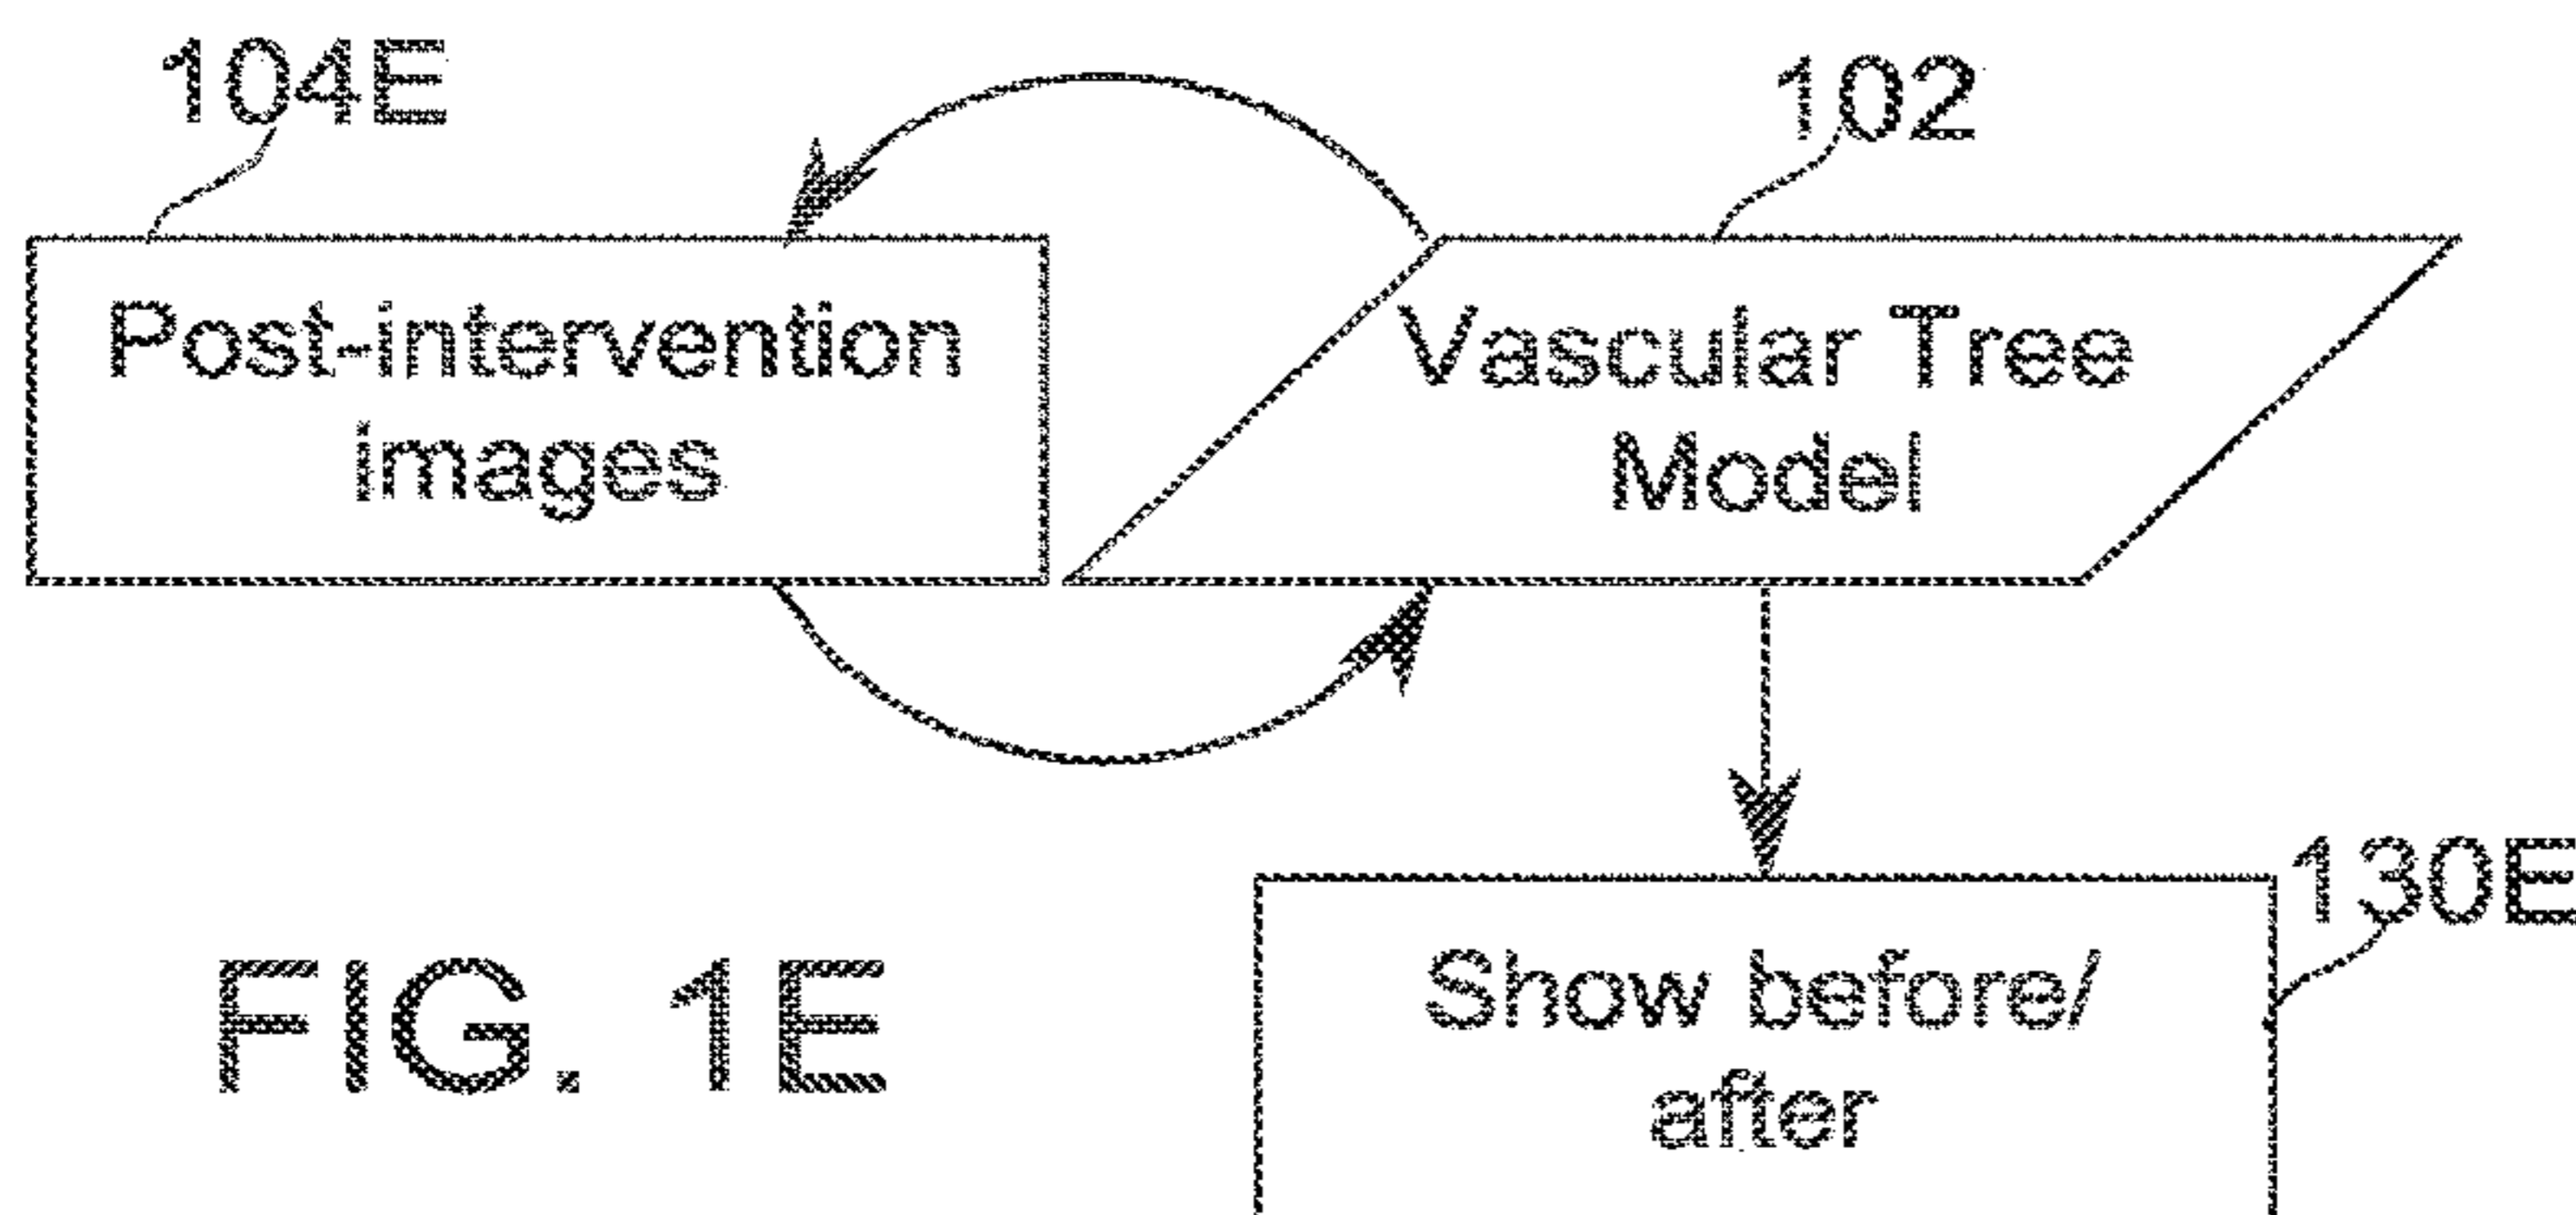 104E
102
Post-intervention
images
Vascular Tree
Model
130E
Show before/
after
FIG. 1E